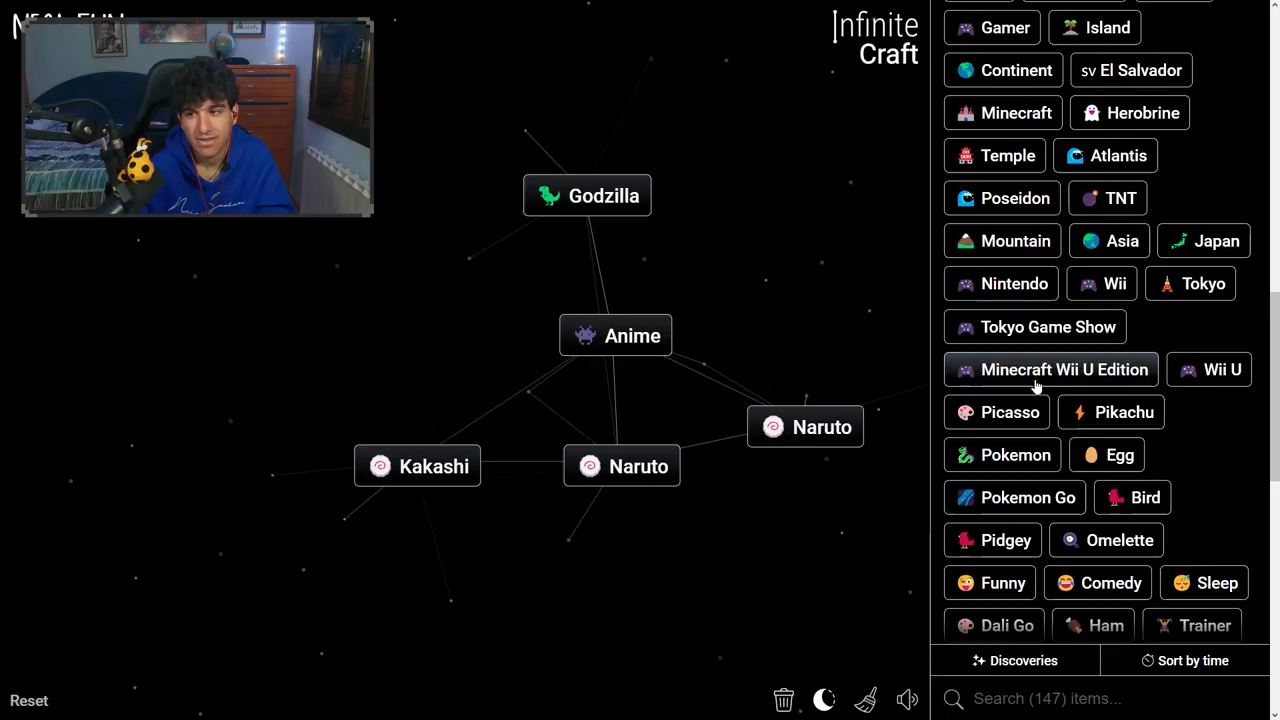 Infinite
Craft
Gamer
Island
Continent
sv El Salvador
Minecraft
Herobrine
Temple
Atlantis
Poseidon
TNT
Mountain
Asia
Japan
Nintendo
Wii
Tokyo
Tokyo Game Show
Minecraft Wii U Edition
Wii U
Picasso
Pikachu
Pokemon
Egg
Pokemon Go
Bird
Pidgey
Omelette
Funny
Comedy
Sleep
Dali Go
Ham
Trainer
Discoveries
Sort by time
Search (147) items...
Godzilla
Anime
Naruto
Kakashi
Naruto
Reset